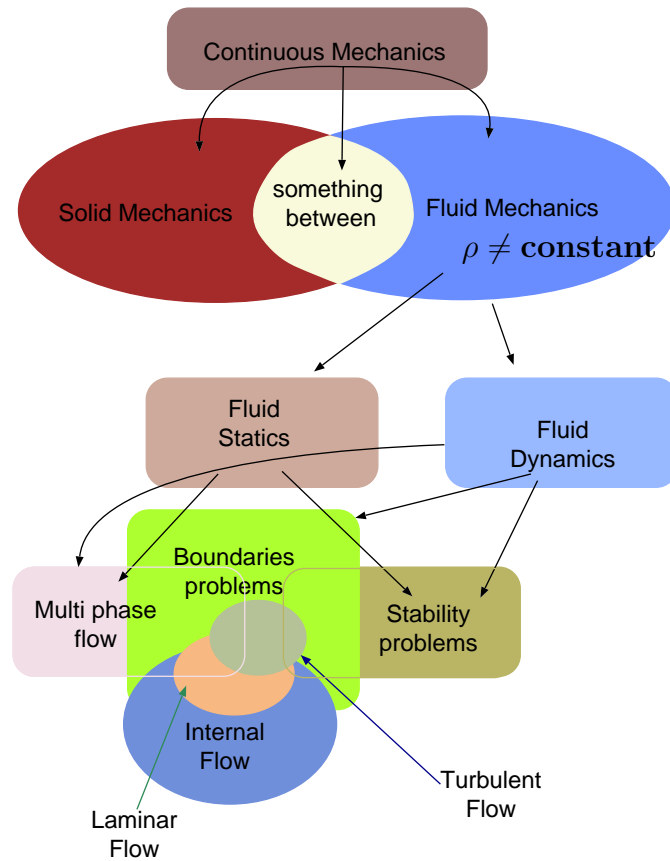 Continuous Mechanics
Solid Mechanics
something
between
Fluid Mechanics
ρ ≠ constant
Fluid
Statics
Fluid
Dynamics
Boundaries
problems
Multi phase
flow
Stability
problems
Internal
Flow
Turbulent
Flow
Laminar
Flow